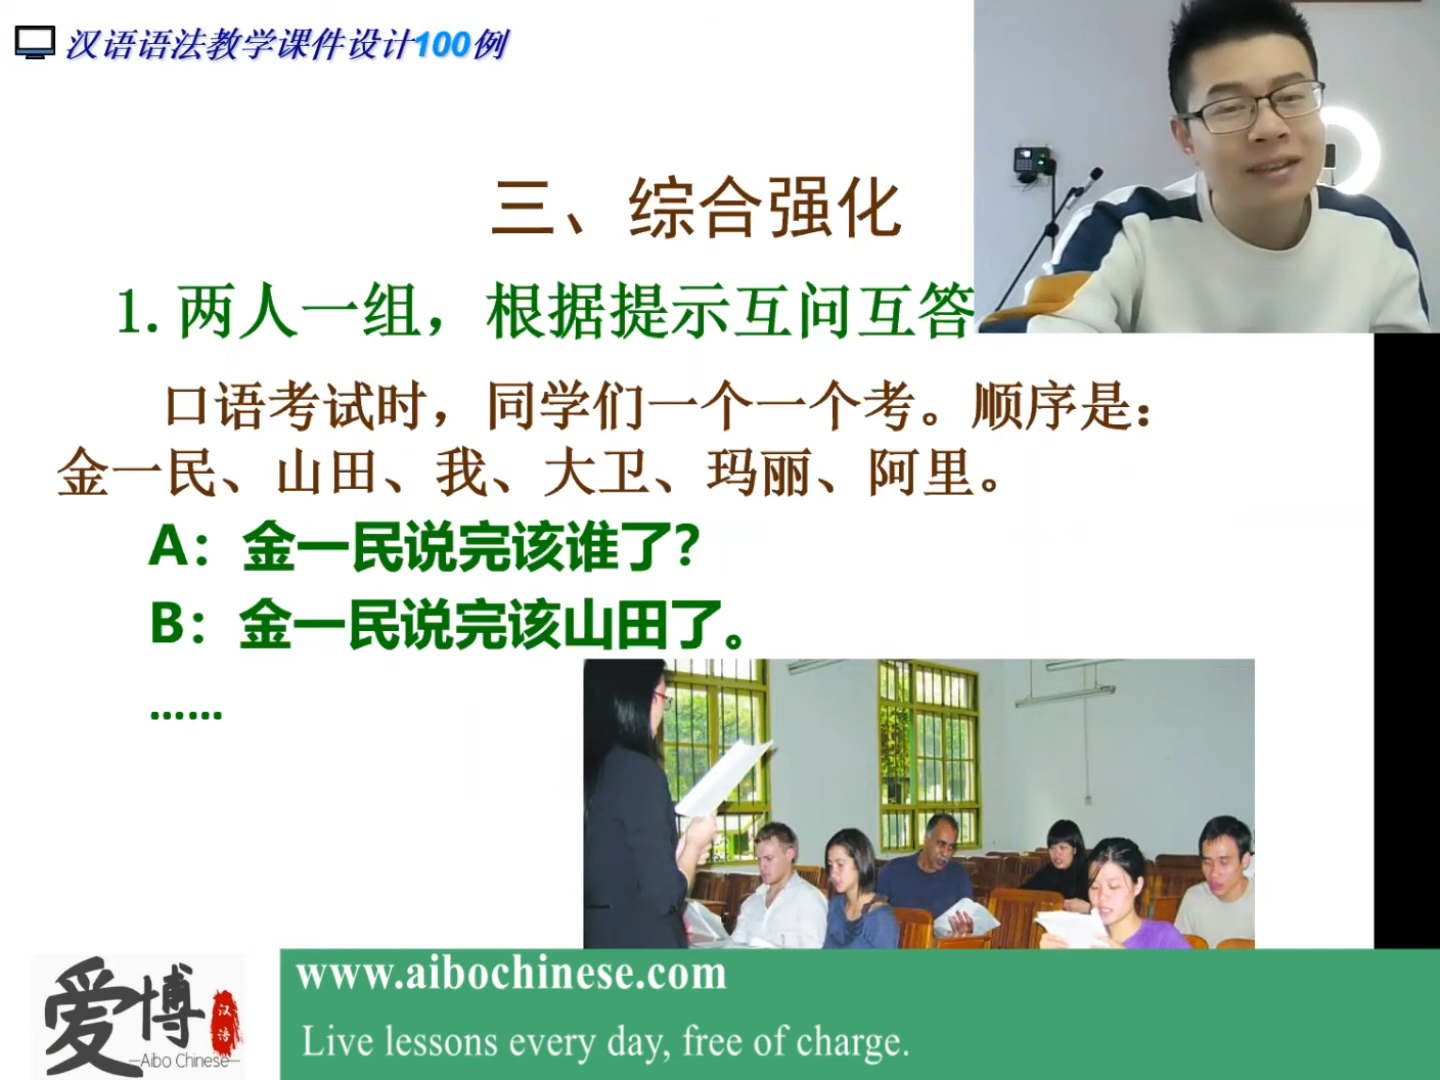 汉语语法教学课件设计100例
三、综合强化
1.两人一组，根据提示互问互答
口语考试时，同学们一个一个考。顺序是：
金一民、山田、我、大卫、玛丽、阿里。
A：金一民说完该谁了？
B：金一民说完该山田了。
……
爱博
汉语
—Aibo Chinese—
www.aibochinese.com
Live lessons every day, free of charge.